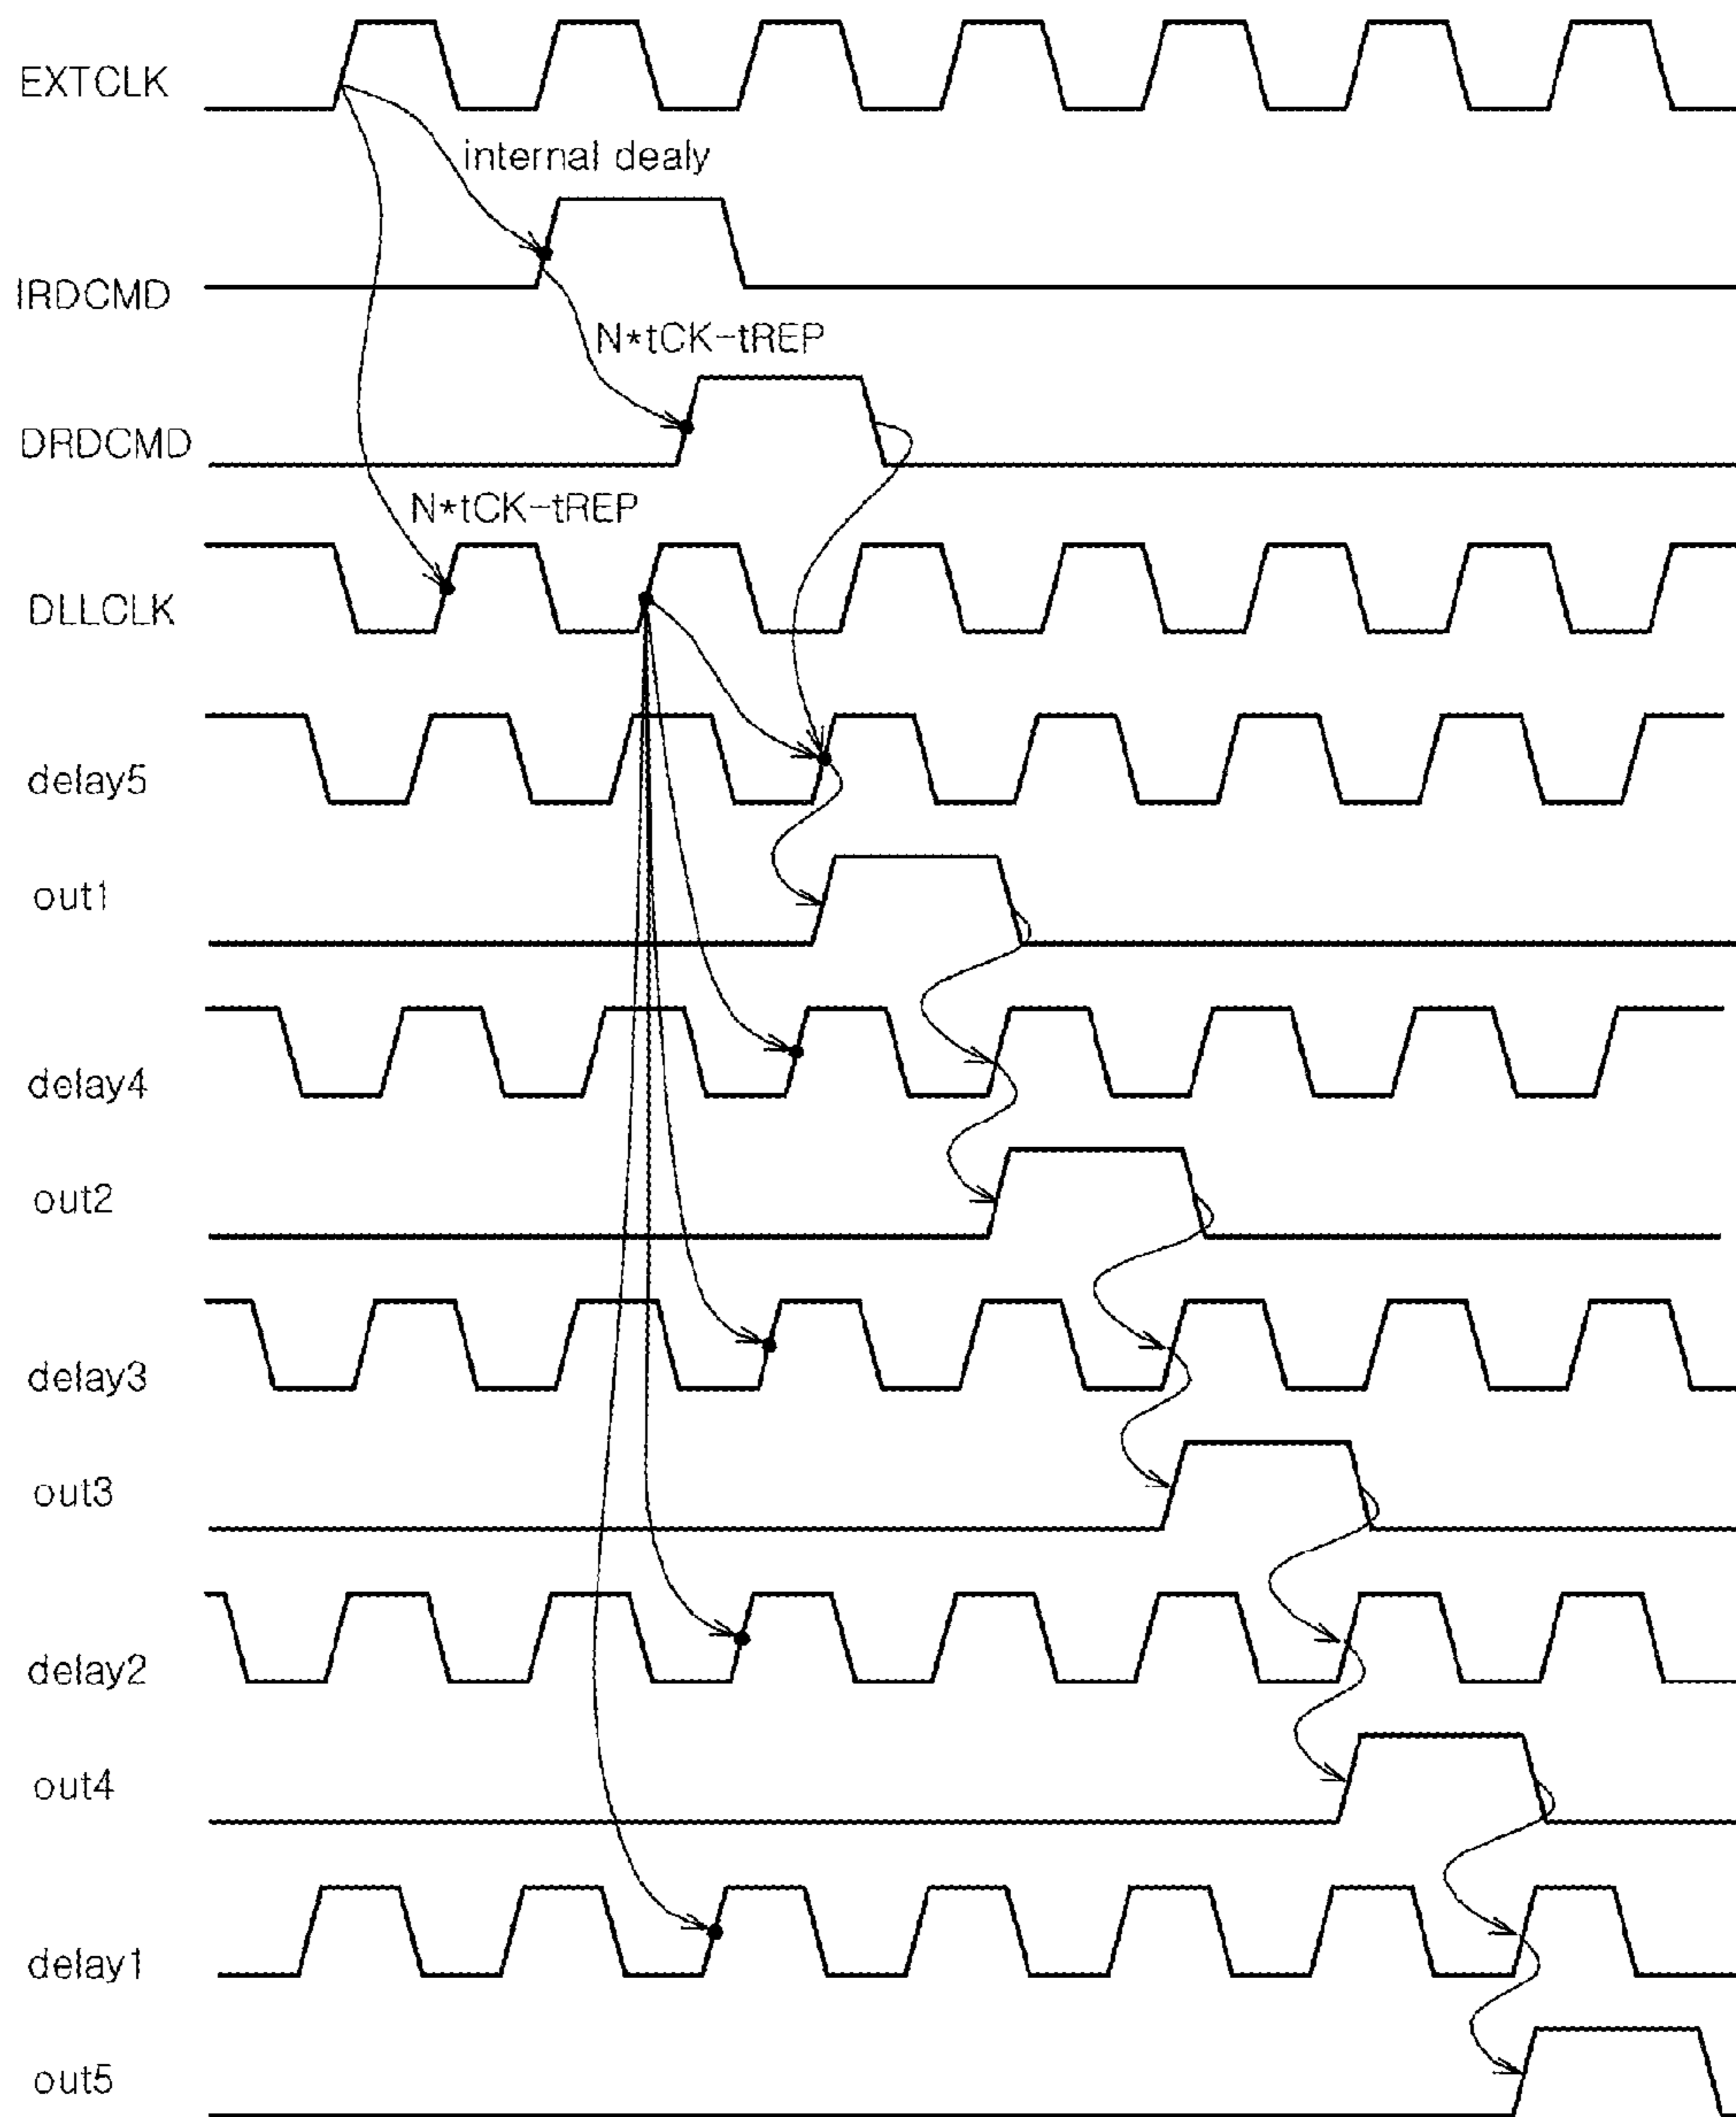 EXTCLK
internal dealy
IRDCMD
N*tCK-tREP
DRDCMD
N*tCK-tREP
DLLCLK
delay5
out1
delay4
out2
delay3
out3
delay2
out4
delay1
out5